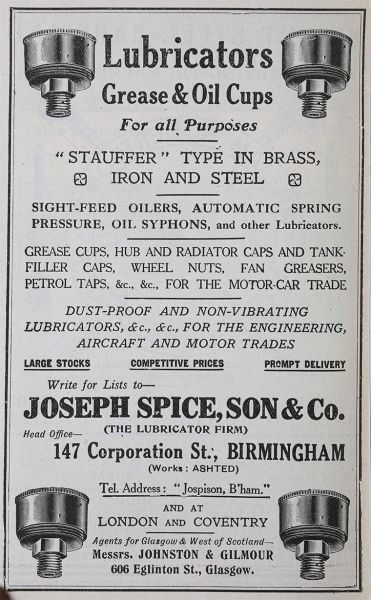 Lubricators
Grease & Oil Cups
For all Purposes
"STAUFFER" TYPE IN BRASS,
IRON AND STEEL
SIGHT-FEED OILERS, AUTOMATIC SPRING
PRESSURE, OIL SYPHONS, and other Lubricators.
GREASE CUPS, HUB AND RADIATOR CAPS AND TANK-
FILLER CAPS, WHEEL NUTS, FAN GREASERS,
PETROL TAPS, &c., &c., FOR THE MOTOR-CAR TRADE
DUST-PROOF AND NON-VIBRATING
LUBRICATORS, &c., &c., FOR THE ENGINEERING,
AIRCRAFT AND MOTOR TRADES
LARGE STOCKS COMPETITIVE PRICES PROMPT DELIVERY
Write for Lists to—
JOSEPH SPICE, SON & Co.
(THE LUBRICATOR FIRM)
Head Office—
147 Corporation St., BIRMINGHAM
(Works: ASHTED)
Tel. Address: "Jospison, B'ham."
AND AT
LONDON AND COVENTRY
Agents for Glasgow & West of Scotland—
Messrs. JOHNSTON & GILMOUR
606 Eglinton St., Glasgow.